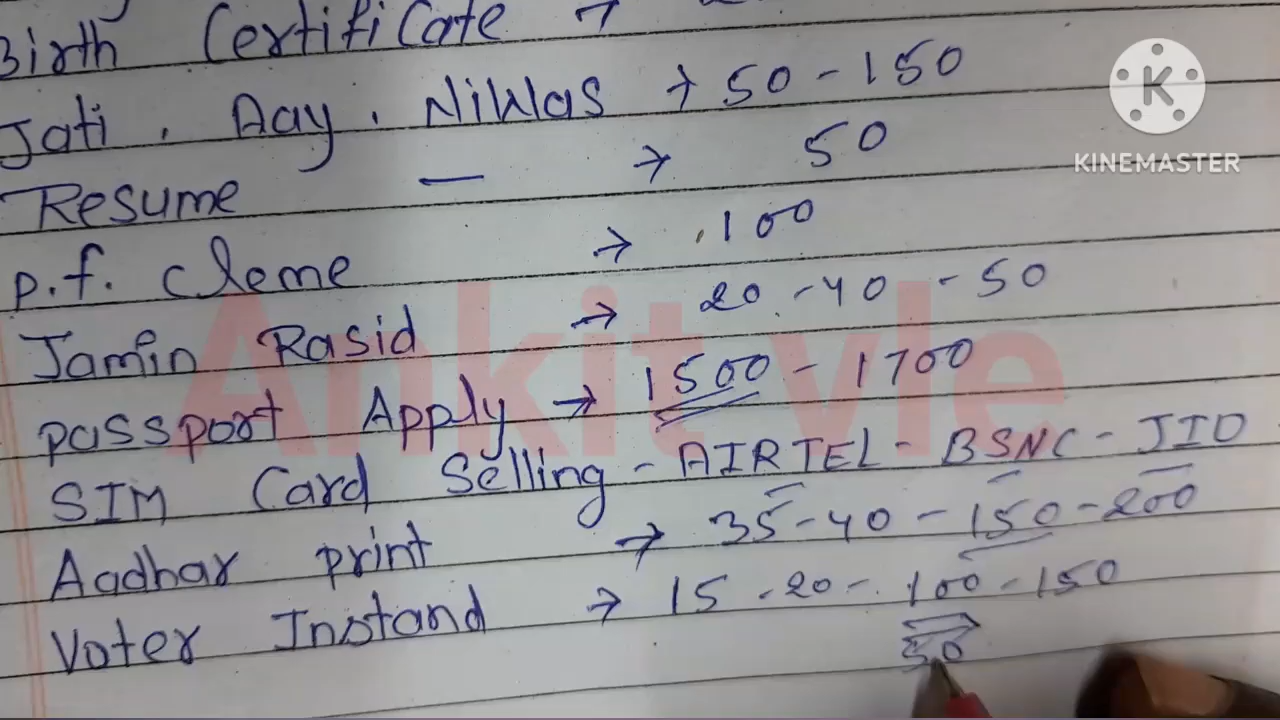 Birth Certificate →
Jati . Aay . Niwas → 50 - 150
Resume — → 50
P.f. Cleme → 100
Jamin Rasid → 20 - 40 - 50
passport Apply → 1500 - 1700
SIM Card Selling - AIRTEL - BSNL - JIO
Aadhar print → 35 - 40 - 150 - 200
Voter Instand → 15 - 20 - 100 - 150
50
Ankit vle
K
KINEMASTER